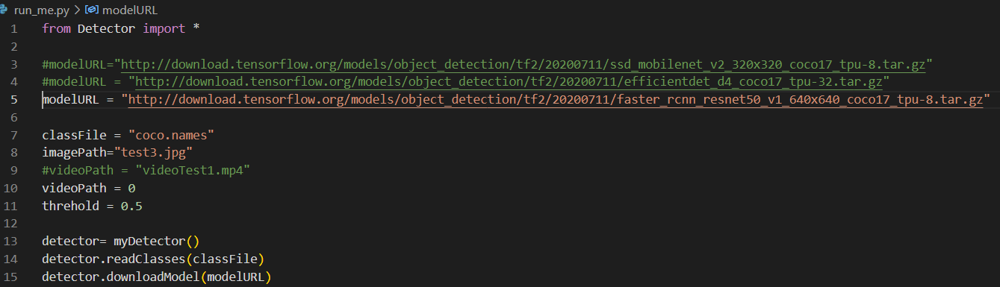 run_me.py > modelURL
1 from Detector import *
2
3 #modelURL="http://download.tensorflow.org/models/object_detection/tf2/20200711/ssd_mobilenet_v2_320x320_coco17_tpu-8.tar.gz"
4 #modelURL = "http://download.tensorflow.org/models/object_detection/tf2/20200711/efficientdet_d4_coco17_tpu-32.tar.gz"
5 modelURL = "http://download.tensorflow.org/models/object_detection/tf2/20200711/faster_rcnn_resnet50_v1_640x640_coco17_tpu-8.tar.gz"
6
7 classFile = "coco.names"
8 imagePath="test3.jpg"
9 #videoPath = "videoTest1.mp4"
10 videoPath = 0
11 threhold = 0.5
12
13 detector= myDetector()
14 detector.readClasses(classFile)
15 detector.downloadModel(modelURL)